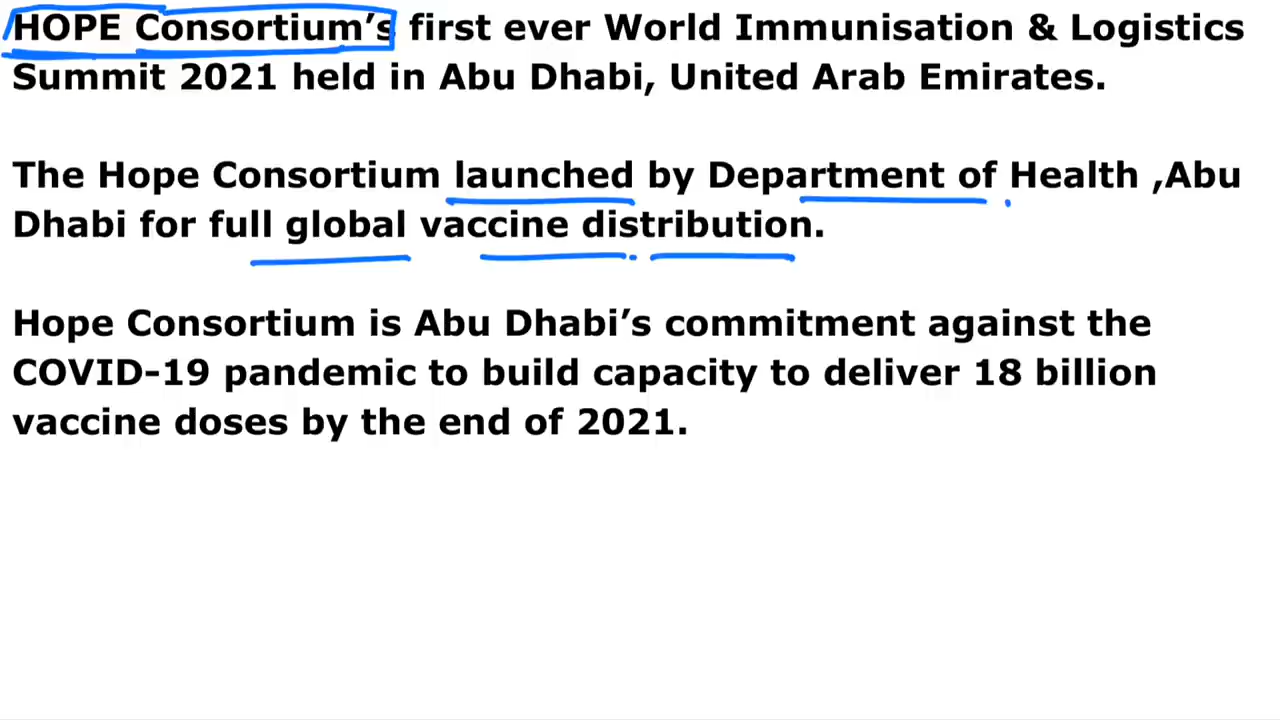 HOPE Consortium’s first ever World Immunisation & Logistics
Summit 2021 held in Abu Dhabi, United Arab Emirates.
The Hope Consortium launched by Department of Health ,Abu
Dhabi for full global vaccine distribution.
Hope Consortium is Abu Dhabi’s commitment against the
COVID-19 pandemic to build capacity to deliver 18 billion
vaccine doses by the end of 2021.